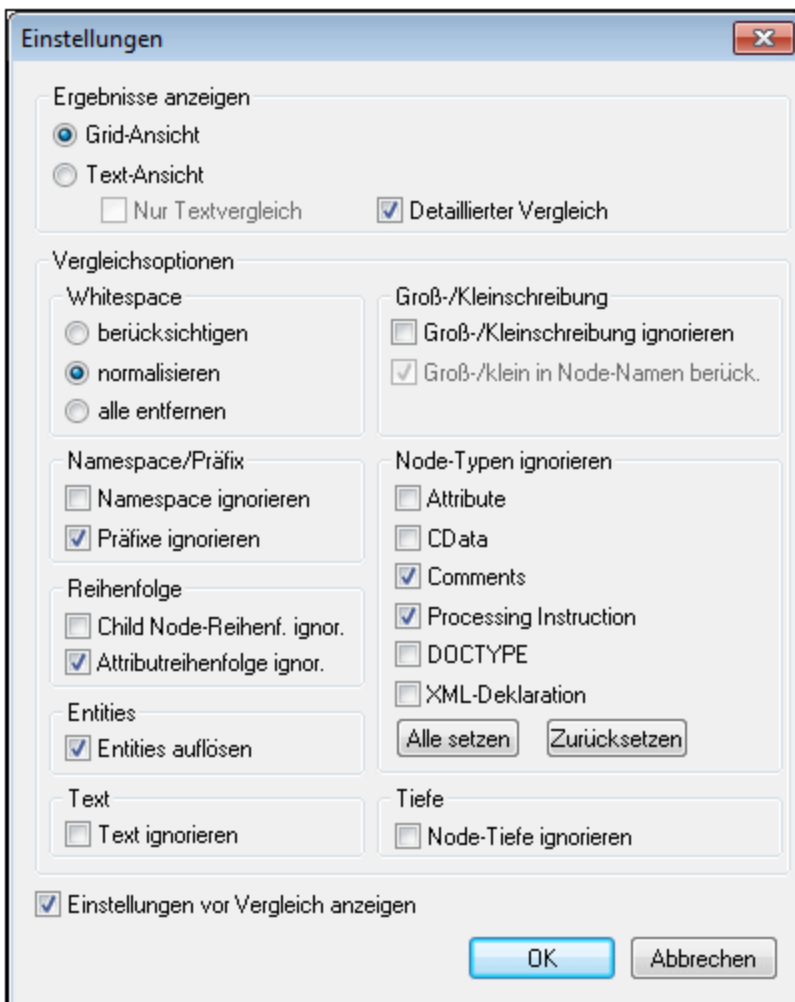 Einstellungen
Ergebnisse anzeigen
Grid-Ansicht
Text-Ansicht
Nur Textvergleich
Detaillierter Vergleich
Vergleichsoptionen
Whitespace
berücksichtigen
normalisieren
alle entfernen
Groß-/Kleinschreibung
Groß-/Kleinschreibung ignorieren
Groß-/klein in Node-Namen berück.
Namespace/Präfix
Namespace ignorieren
Präfixe ignorieren
Node-Typen ignorieren
Attribute
CData
Comments
Processing Instruction
DOCTYPE
XML-Deklaration
Alle setzen
Zurücksetzen
Reihenfolge
Child Node-Reihenf. ignor.
Attributreihenfolge ignor.
Entities
Entities auflösen
Text
Text ignorieren
Tiefe
Node-Tiefe ignorieren
Einstellungen vor Vergleich anzeigen
OK
Abbrechen